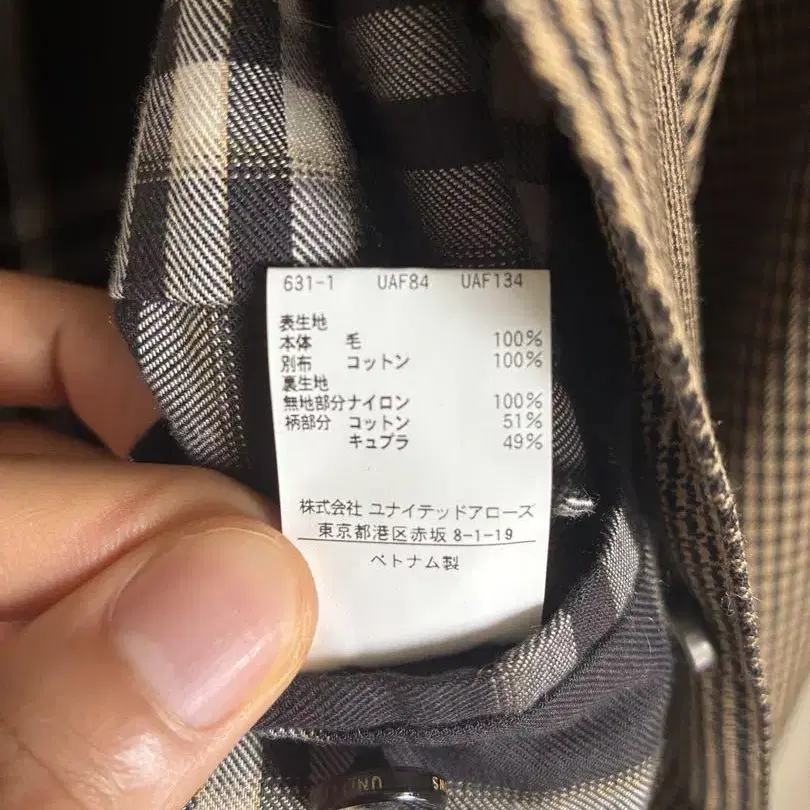 631-1 UAF84 UAF134
表生地
本体 毛 100%
別布 コットン 100%
裏生地
無地部分ナイロン 100%
柄部分 コットン 51%
キュプラ 49%
株式会社 ユナイテッドアローズ
東京都港区赤坂 8-1-19
ベトナム製